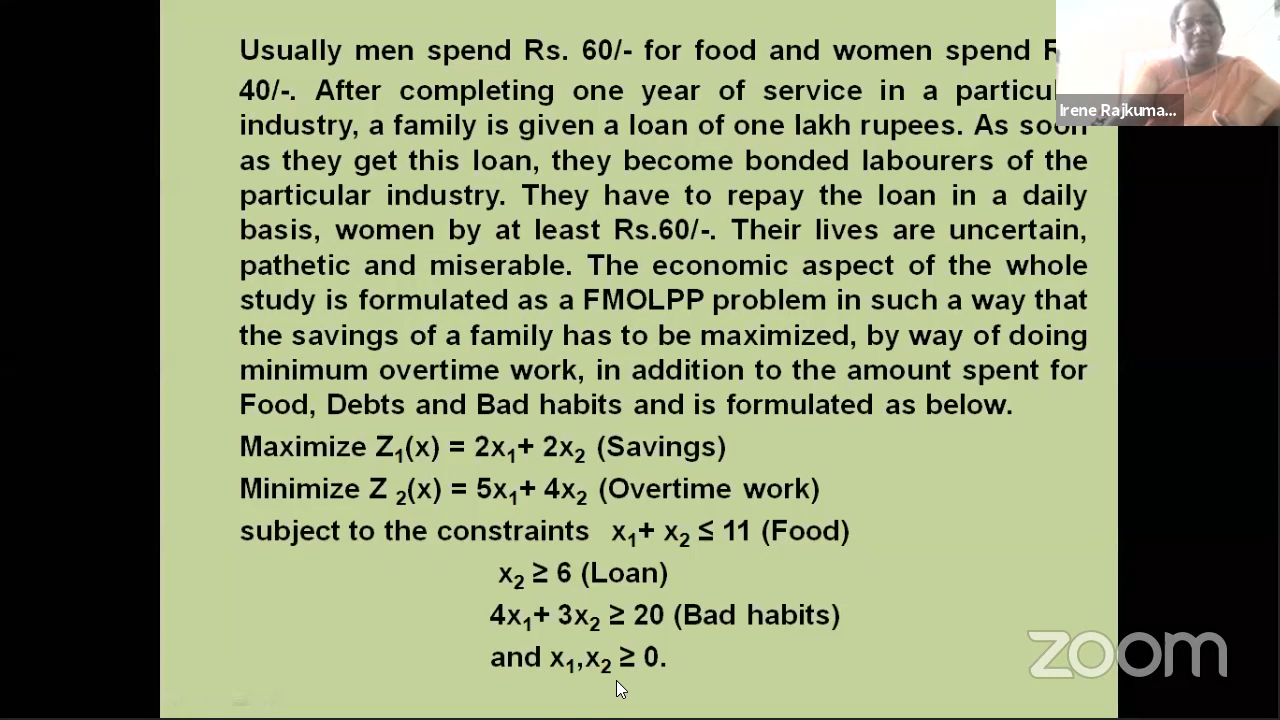 Usually men spend Rs. 60/- for food and women spend
40/-. After completing one year of service in a
industry, a family is given a loan of one lakh rupees. As soon
as they get this loan, they become bonded labourers of the
particular industry. They have to repay the loan in a daily
basis, women by at least Rs.60/-. Their lives are uncertain,
pathetic and miserable. The economic aspect of the whole
study is formulated as a FMOLPP problem in such a way that
the savings of a family has to be maximized, by way of doing
minimum overtime work, in addition to the amount spent for
Food, Debts and Bad habits and is formulated as below.
Maximize Z₁(x) = 2x₁+ 2x₂ (Savings)
Minimize Z ₂(x) = 5x₁+ 4x₂ (Overtime work)
subject to the constraints x₁+ x₂ ≤ 11 (Food)
x₂ ≥ 6 (Loan)
4x₁+ 3x₂ ≥ 20 (Bad habits)
and x₁,x₂ ≥ 0.
Irene Rajkuma...
zoom